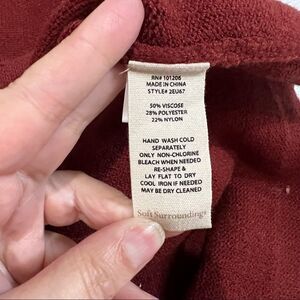 RN# 101206
MADE IN CHINA
STYLE# 2EU67
50% VISCOSE
28% POLYESTER
22% NYLON
HAND WASH COLD
SEPARATELY
ONLY NON-CHLORINE
BLEACH WHEN NEEDED
RE-SHAPE &
LAY FLAT TO DRY
COOL IRON IF NEEDED
MAY BE DRY CLEANED
Soft Surroundings